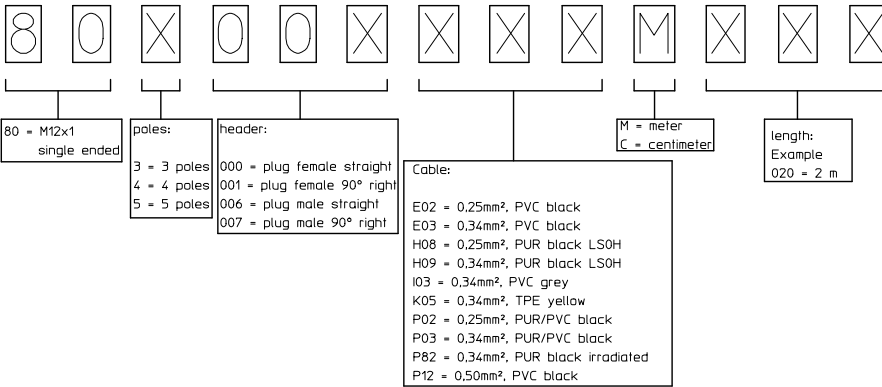 8 0 X 0 0 X X X X M X X X
80 = M12x1
single ended
poles:
3 = 3 poles
4 = 4 poles
5 = 5 poles
header:
000 = plug female straight
001 = plug female 90° right
006 = plug male straight
007 = plug male 90° right
Cable:
E02 = 0,25mm², PVC black
E03 = 0,34mm², PVC black
H08 = 0,25mm², PUR black LS0H
H09 = 0,34mm², PUR black LS0H
I03 = 0,34mm², PVC grey
K05 = 0,34mm², TPE yellow
P02 = 0,25mm², PUR/PVC black
P03 = 0,34mm², PUR/PVC black
P82 = 0,34mm², PUR black irradiated
P12 = 0,50mm², PVC black
M = meter
C = centimeter
length:
Example
020 = 2 m